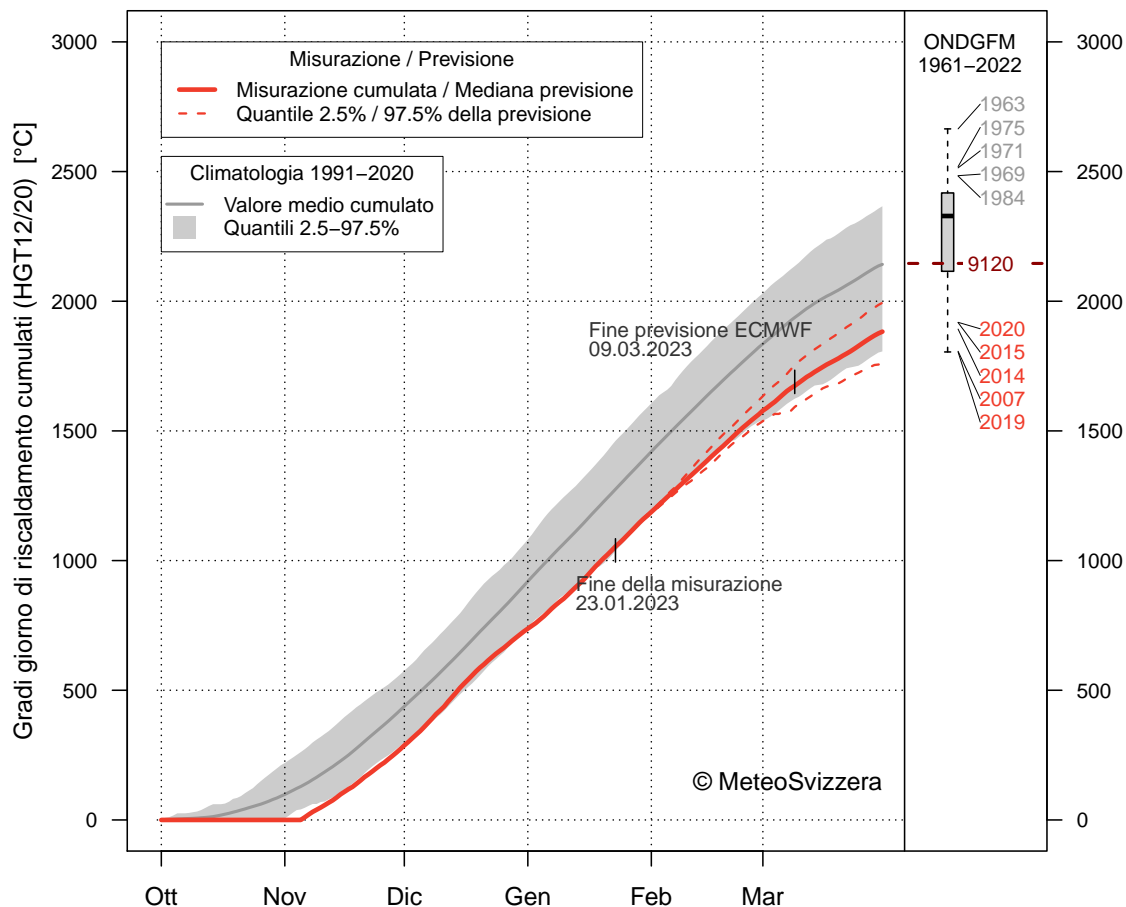 Gradi giorno di riscaldamento cumulati (HGT12/20) [°C]
3000
2500
2000
1500
1000
500
0
Misurazione / Previsione
Misurazione cumulata / Mediana previsione
Quantile 2.5% / 97.5% della previsione
Climatologia 1991−2020
Valore medio cumulato
Quantili 2.5−97.5%
Fine previsione ECMWF
09.03.2023
Fine della misurazione
23.01.2023
© MeteoSvizzera
Ott
Nov
Dic
Gen
Feb
Mar
ONDGFM
1961−2022
1963
1975
1971
1969
1984
9120
2020
2015
2014
2007
2019
3000
2500
2000
1500
1000
500
0